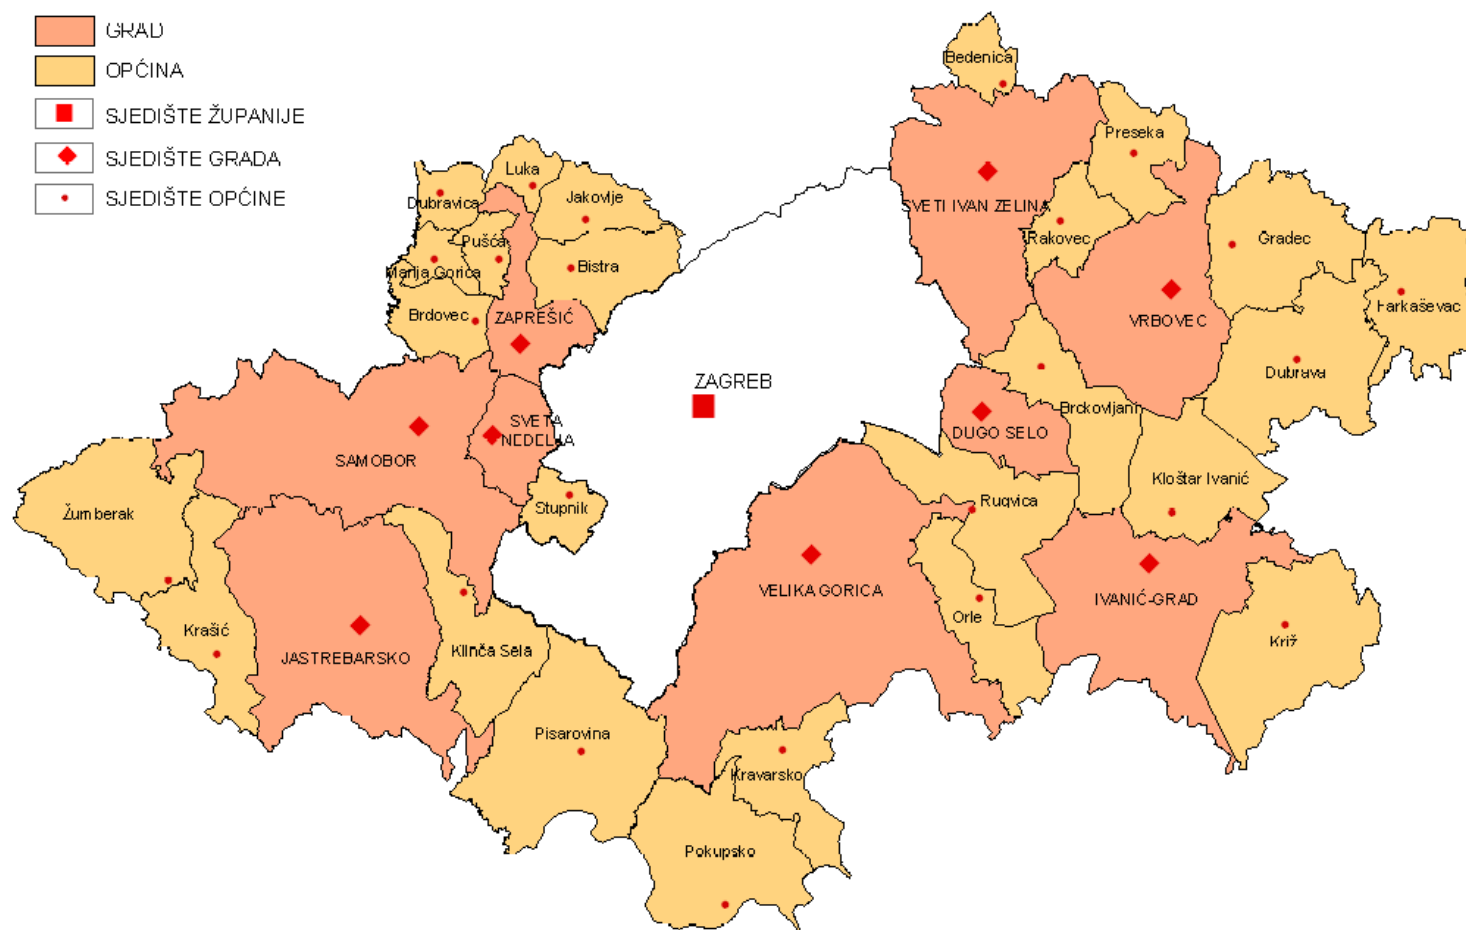 GRAD
OPĆINA
SJEDIŠTE ŽUPANIJE
SJEDIŠTE GRADA
SJEDIŠTE OPĆINE
Bedenica
Preseka
Luka
Dubravica
Jakovlje
SVETI IVAN ZELINA
Rakovec
Gradec
Pušća
Marija Gorica
Bistra
Farkaševac
Brdovec
ZAPREŠIĆ
VRBOVEC
Dubrava
ZAGREB
Brckovljani
SVETA
NEDELJA
DUGO SELO
SAMOBOR
Kloštar Ivanić
Žumberak
Stupnik
Rugvica
VELIKA GORICA
IVANIĆ-GRAD
Orle
Krašić
Križ
JASTREBARSKO
Klinča Sela
Pisarovina
Kravarsko
Pokupsko